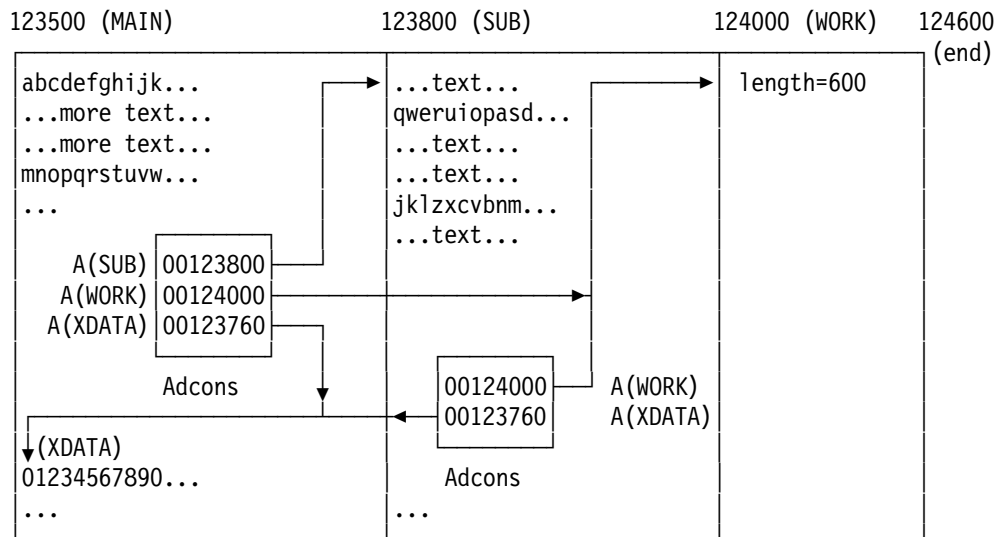 123500 (MAIN) 123800 (SUB) 124000 (WORK) 124600
(end)
abcdefghijk... ...text... length=600
...more text... qweruiopasd...
...more text... ...text...
mnopqrstuvw... ...text...
... jklzxcvbnm...
...text...
A(SUB) 00123800
A(WORK) 00124000
A(XDATA) 00123760
Adcons 00124000 A(WORK)
00123760 A(XDATA)
(XDATA)
01234567890... Adcons
... ...